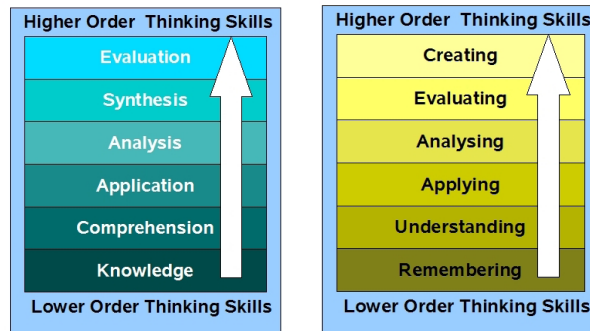 Higher Order Thinking Skills
Evaluation
Synthesis
Analysis
Application
Comprehension
Knowledge
Lower Order Thinking Skills
Higher Order Thinking Skills
Creating
Evaluating
Analysing
Applying
Understanding
Remembering
Lower Order Thinking Skills